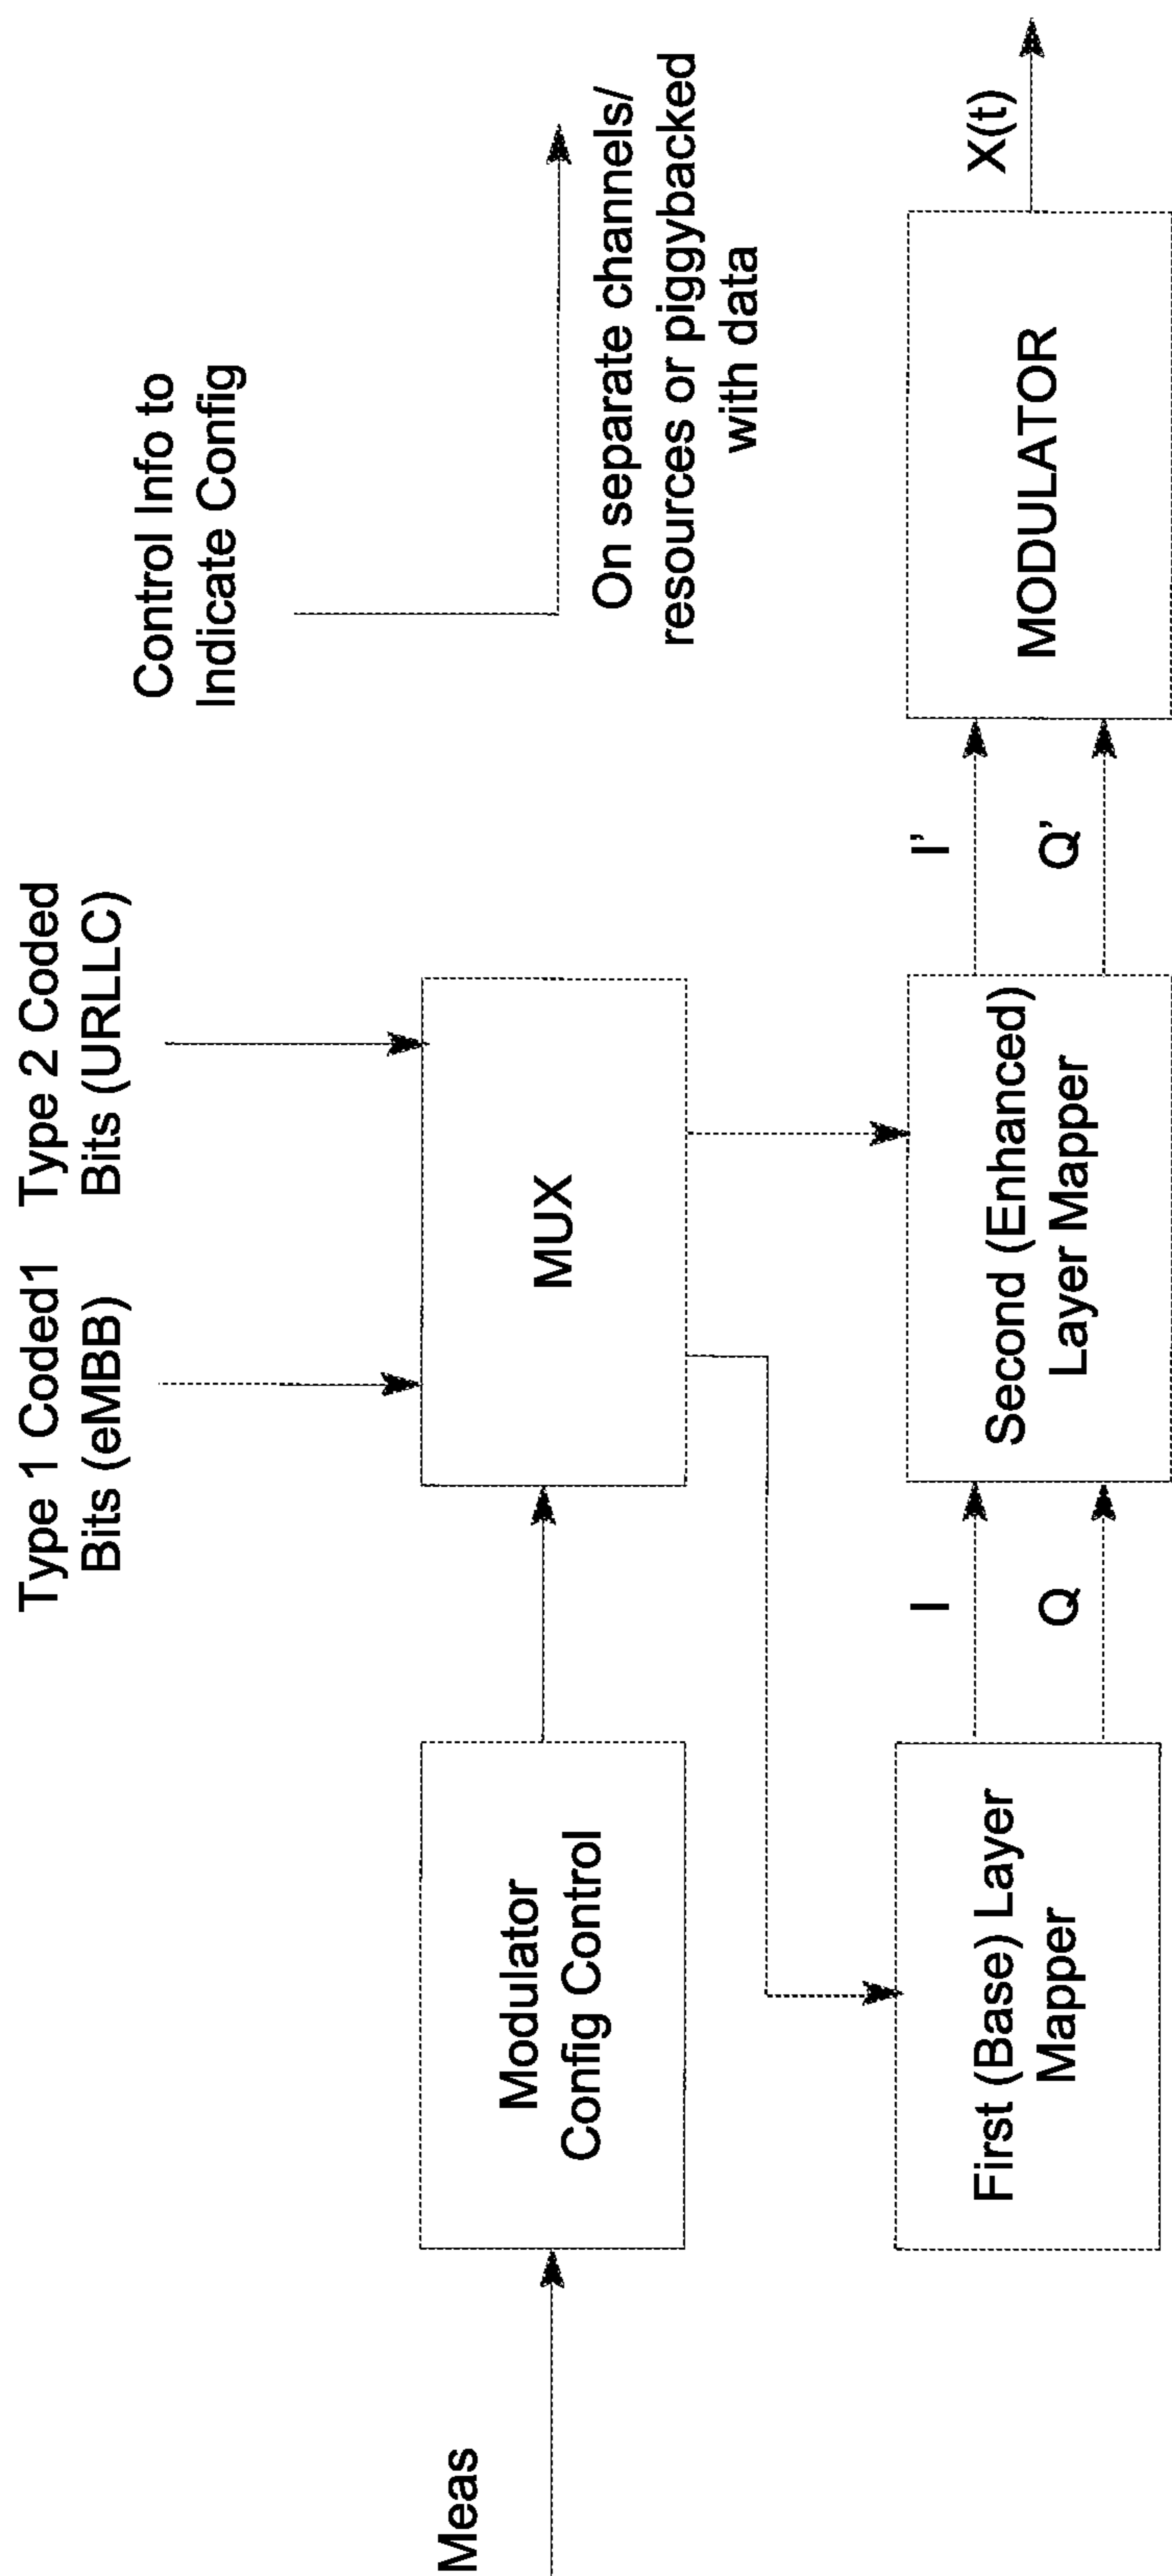 Type 1 Coded1
Bits (eMBB)
Type 2 Coded
Bits (URLLC)
Control Info to
Indicate Config
Meas
Modulator
Config Control
MUX
On separate channels/
resources or piggybacked
with data
First (Base) Layer
Mapper
I
Q
Second (Enhanced)
Layer Mapper
I'
Q'
MODULATOR
X(t)